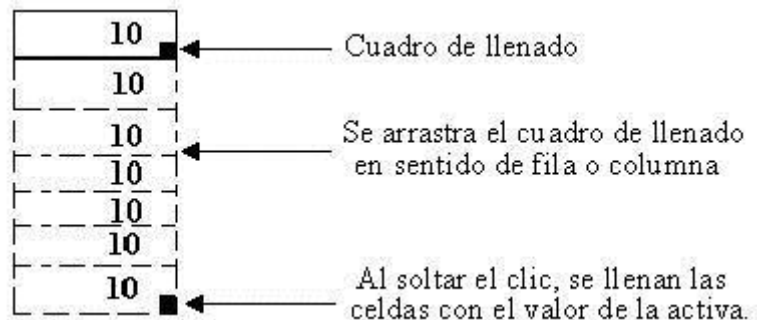 10
Cuadro de llenado
10
10
Se arrastra el cuadro de llenado
en sentido de fila o columna
10
10
10
10
Al soltar el clic, se llenan las
celdas con el valor de la activa.